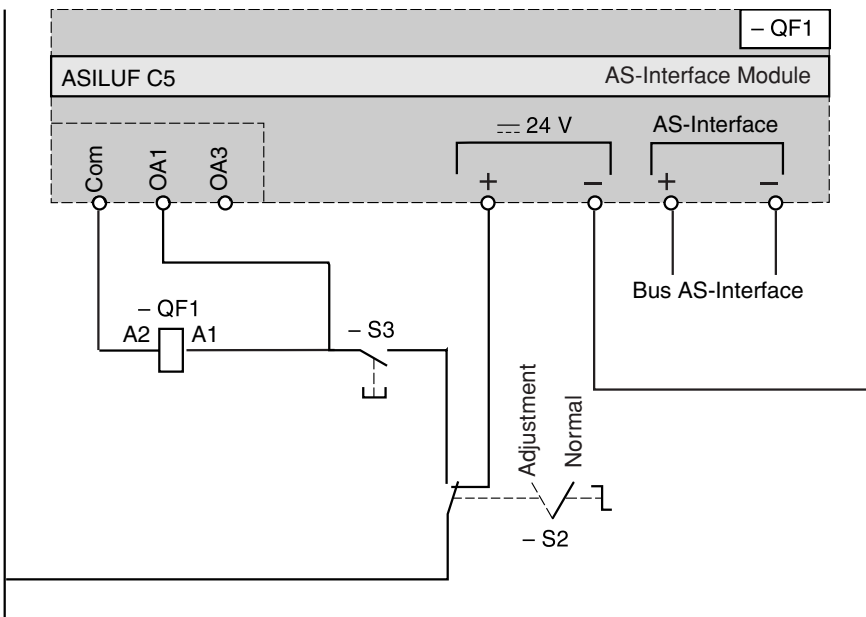 – QF1
ASILUF C5 AS-Interface Module
24 V AS-Interface
Com OA1 OA3
+ – + –
Bus AS-Interface
– QF1
A2 A1
– S3
Adjustment Normal
– S2